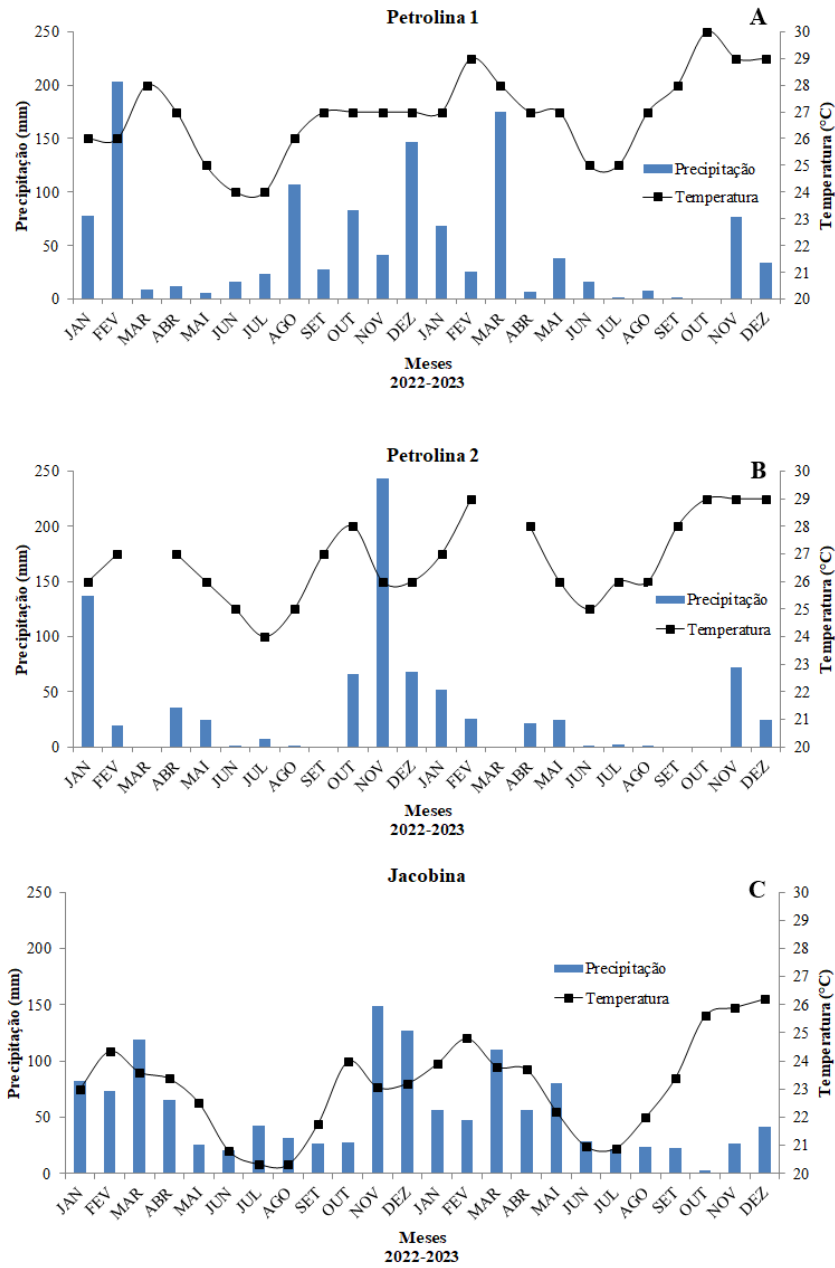 Petrolina 1
A
250
200
150
100
50
0
Precipitação (mm)
30
29
28
27
26
25
24
23
22
21
20
Temperatura (°C)
Precipitação
Temperatura
JAN FEV MAR ABR MAI JUN JUL AGO SET OUT NOV DEZ JAN FEV MAR ABR MAI JUN JUL AGO SET OUT NOV DEZ
Meses
2022-2023
Petrolina 2
B
250
200
150
100
50
0
Precipitação (mm)
30
29
28
27
26
25
24
23
22
21
20
Temperatura (°C)
Precipitação
Temperatura
JAN FEV MAR ABR MAI JUN JUL AGO SET OUT NOV DEZ JAN FEV MAR ABR MAI JUN JUL AGO SET OUT NOV DEZ
Meses
2022-2023
Jacobina
C
250
200
150
100
50
0
Precipitação (mm)
30
29
28
27
26
25
24
23
22
21
20
Temperatura (°C)
Precipitação
Temperatura
JAN FEV MAR ABR MAI JUN JUL AGO SET OUT NOV DEZ JAN FEV MAR ABR MAI JUN JUL AGO SET OUT NOV DEZ
Meses
2022-2023